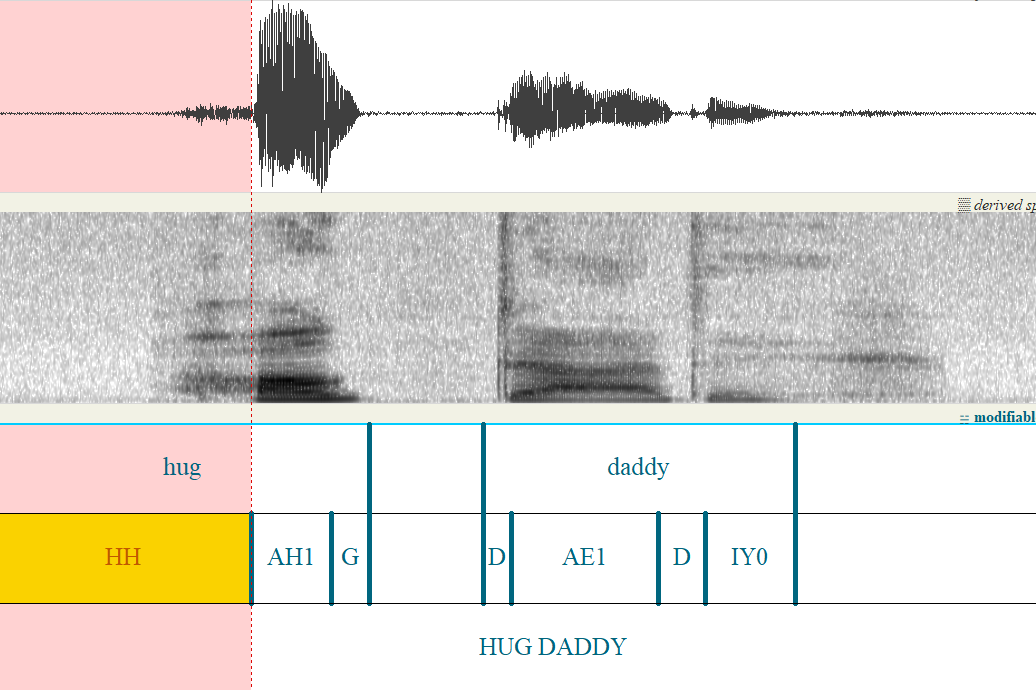 derived sp
modifiabl
hug daddy
HH AH1 G D AE1 D IY0
HUG DADDY